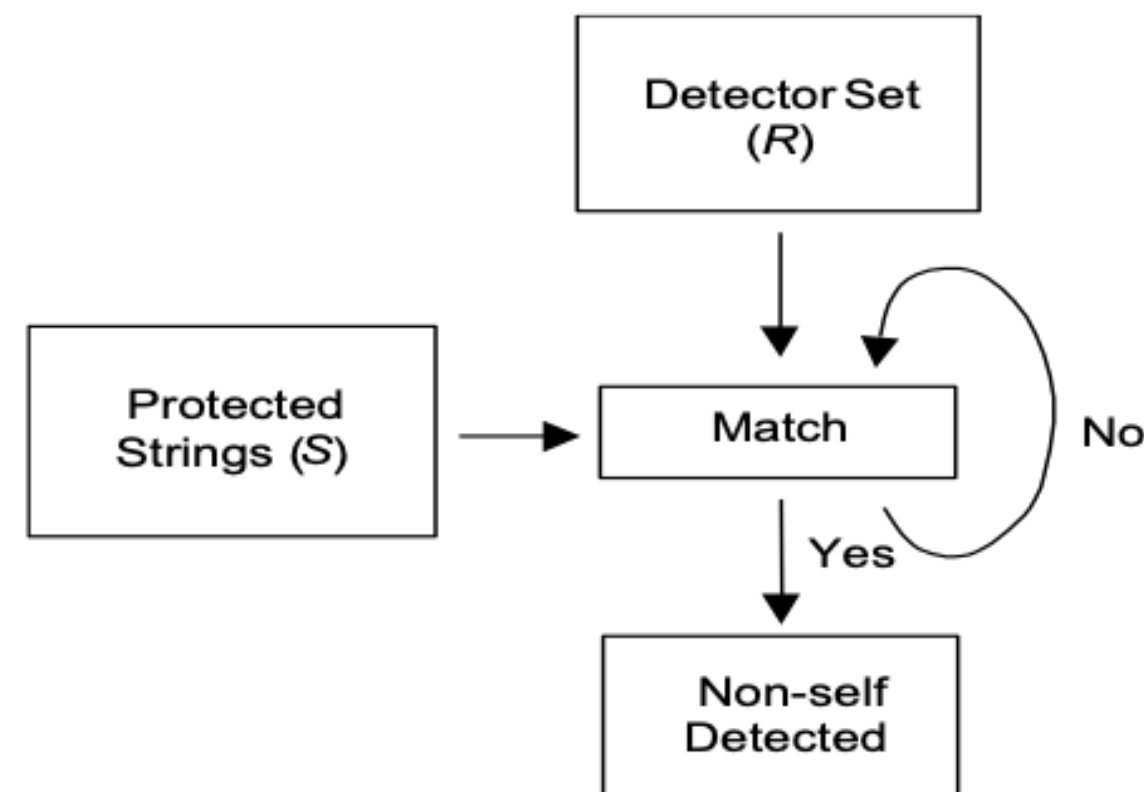 Detector Set
(R)
Protected
Strings (S)
Match
No
Yes
Non-self
Detected